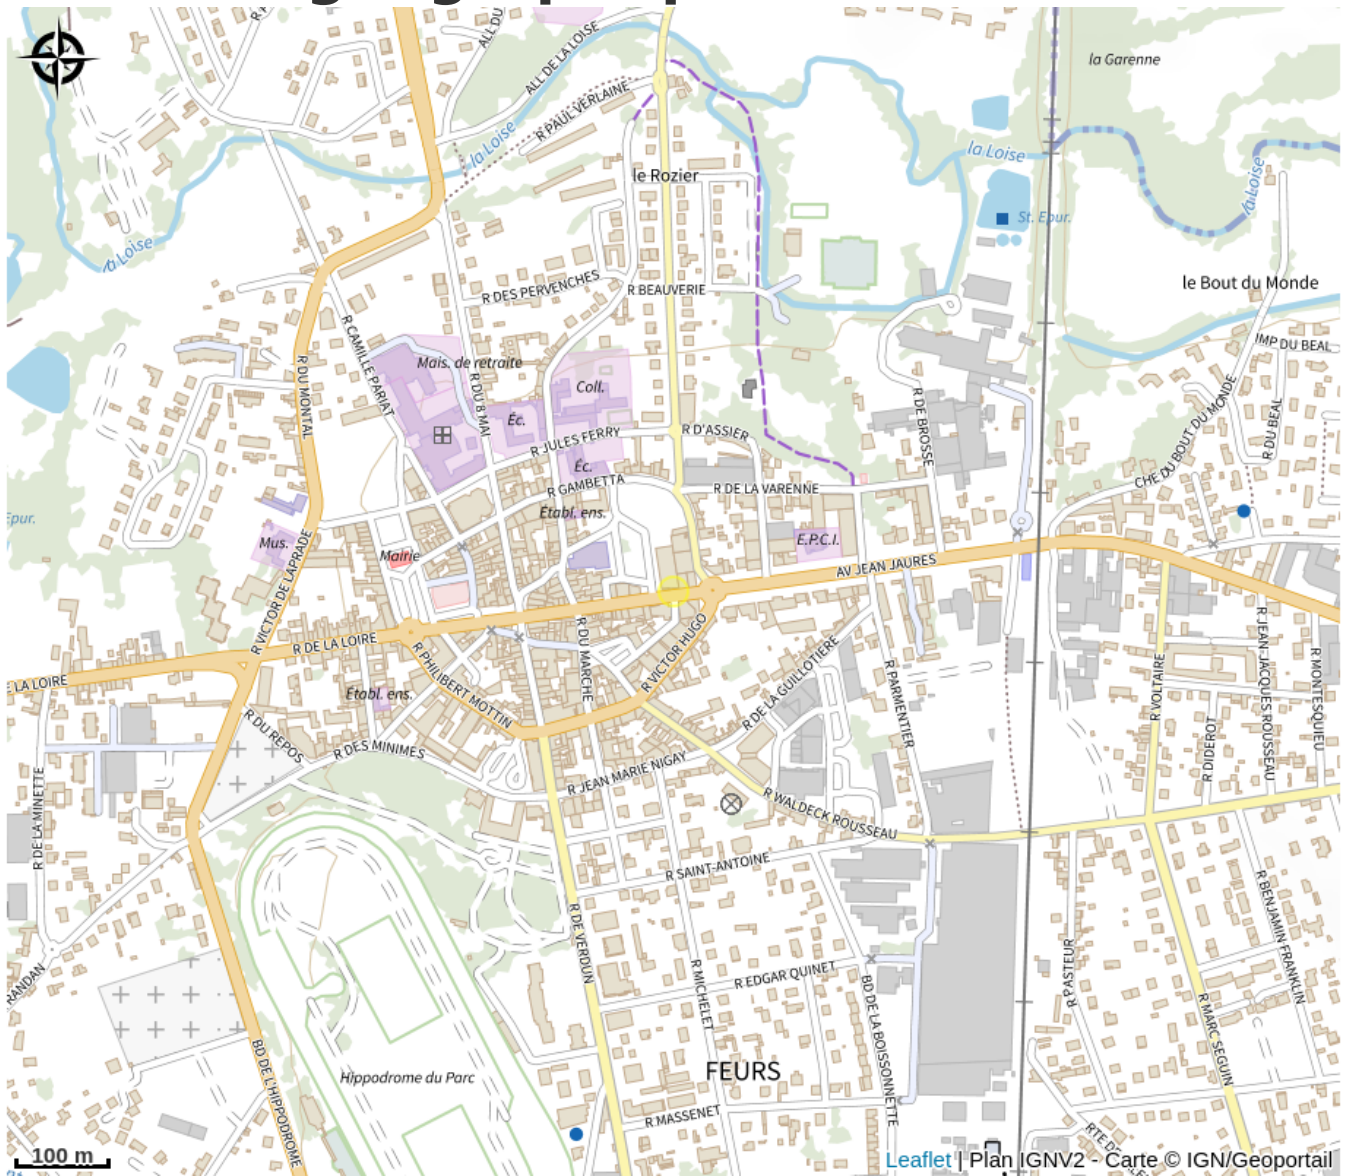 la Garenne
ALL DU
ALL DE LA LOISE
R PAUL VERLAINE
la Loise
la Loise
la Loise
le Rozier
St. Epur.
la Loise
le Bout du Monde
R DES PERVENCHES
R BEAUVERIE
IMP DU BEAL
R CAMILLE PARIAT
Mais. de retraite
R DU MONTAL
R DU 8 MAI
Coll.
Éc.
R JULES FERRY
R D'ASSIER
R DE BROSSE
CHE DU BOUT DU MONDE
R DU BEAL
Éc.
R GAMBETTA
R DE LA VARENNE
Établ. ens.
Epur.
Mus.
Mairie
E.P.C.I.
AV JEAN JAURES
R VICTOR DE LAPRADE
R DE LA LOIRE
E LA LOIRE
R PHILIBERT MOTTIN
R DU MARCHE
R VICTOR HUGO
R DE LA GUILLOTIERE
R PARMENTIER
R VOLTAIRE
R JEAN-JACQUES ROUSSEAU
R MONTESQUIEU
R DIDEROT
Établ. ens.
R DU REPOS
R DES MINIMES
R JEAN MARIE NIGAY
R WALDECK ROUSSEAU
R DE LA MINETTE
R SAINT-ANTOINE
R DE VERDUN
R MICHELET
R EDGAR QUINET
BD DE LA BOISSONNETTE
R PASTEUR
R BENJAMIN FRANKLIN
R MARC SEGUIN
RANDAN
BD DE L'HIPPODROME
Hippodrome du Parc
FEURS
R MASSENET
100 m
Leaflet | Plan IGNV2 - Carte © IGN/Geoportail